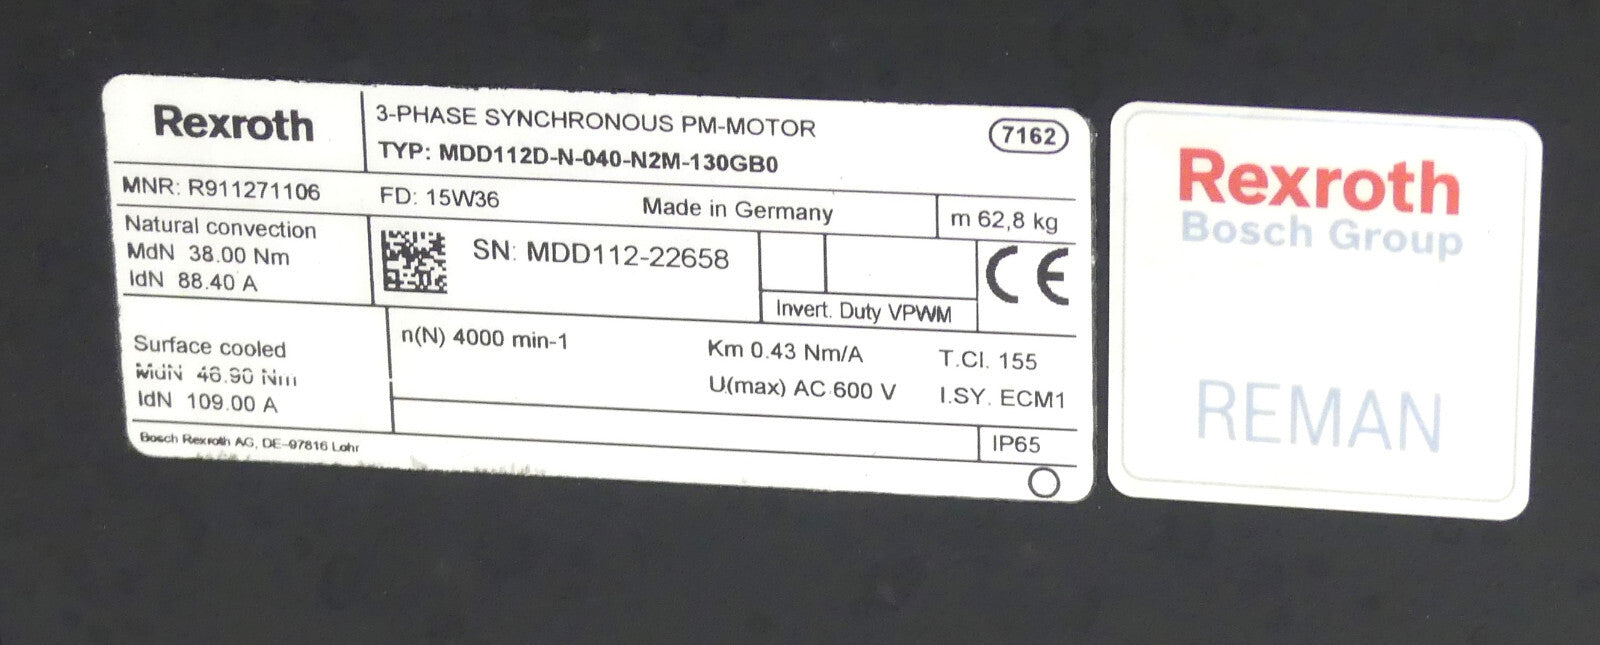 Rexroth
3-PHASE SYNCHRONOUS PM-MOTOR
7162
TYP: MDD112D-N-040-N2M-130GB0
MNR: R911271106
FD: 15W36
Made in Germany
m 62,8 kg
Natural convection
MdN 38.00 Nm
IdN 88.40 A
SN: MDD112-22658
Invert. Duty VPWM
CE
Surface cooled
MdN 46.90 Nm
IdN 109.00 A
n(N) 4000 min-1
Km 0.43 Nm/A
T.Cl. 155
U(max) AC 600 V
I.SY. ECM1
Bosch Rexroth AG, DE-97816 Lohr
IP65
Rexroth
Bosch Group
REMAN